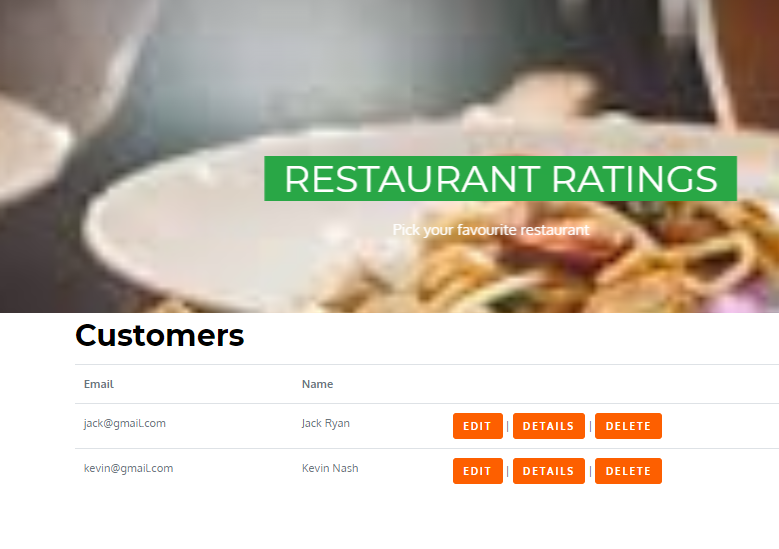 RESTAURANT RATINGS
Pick your favourite restaurant
Customers
Email Name
jack@gmail.com Jack Ryan EDIT | DETAILS | DELETE
kevin@gmail.com Kevin Nash EDIT | DETAILS | DELETE